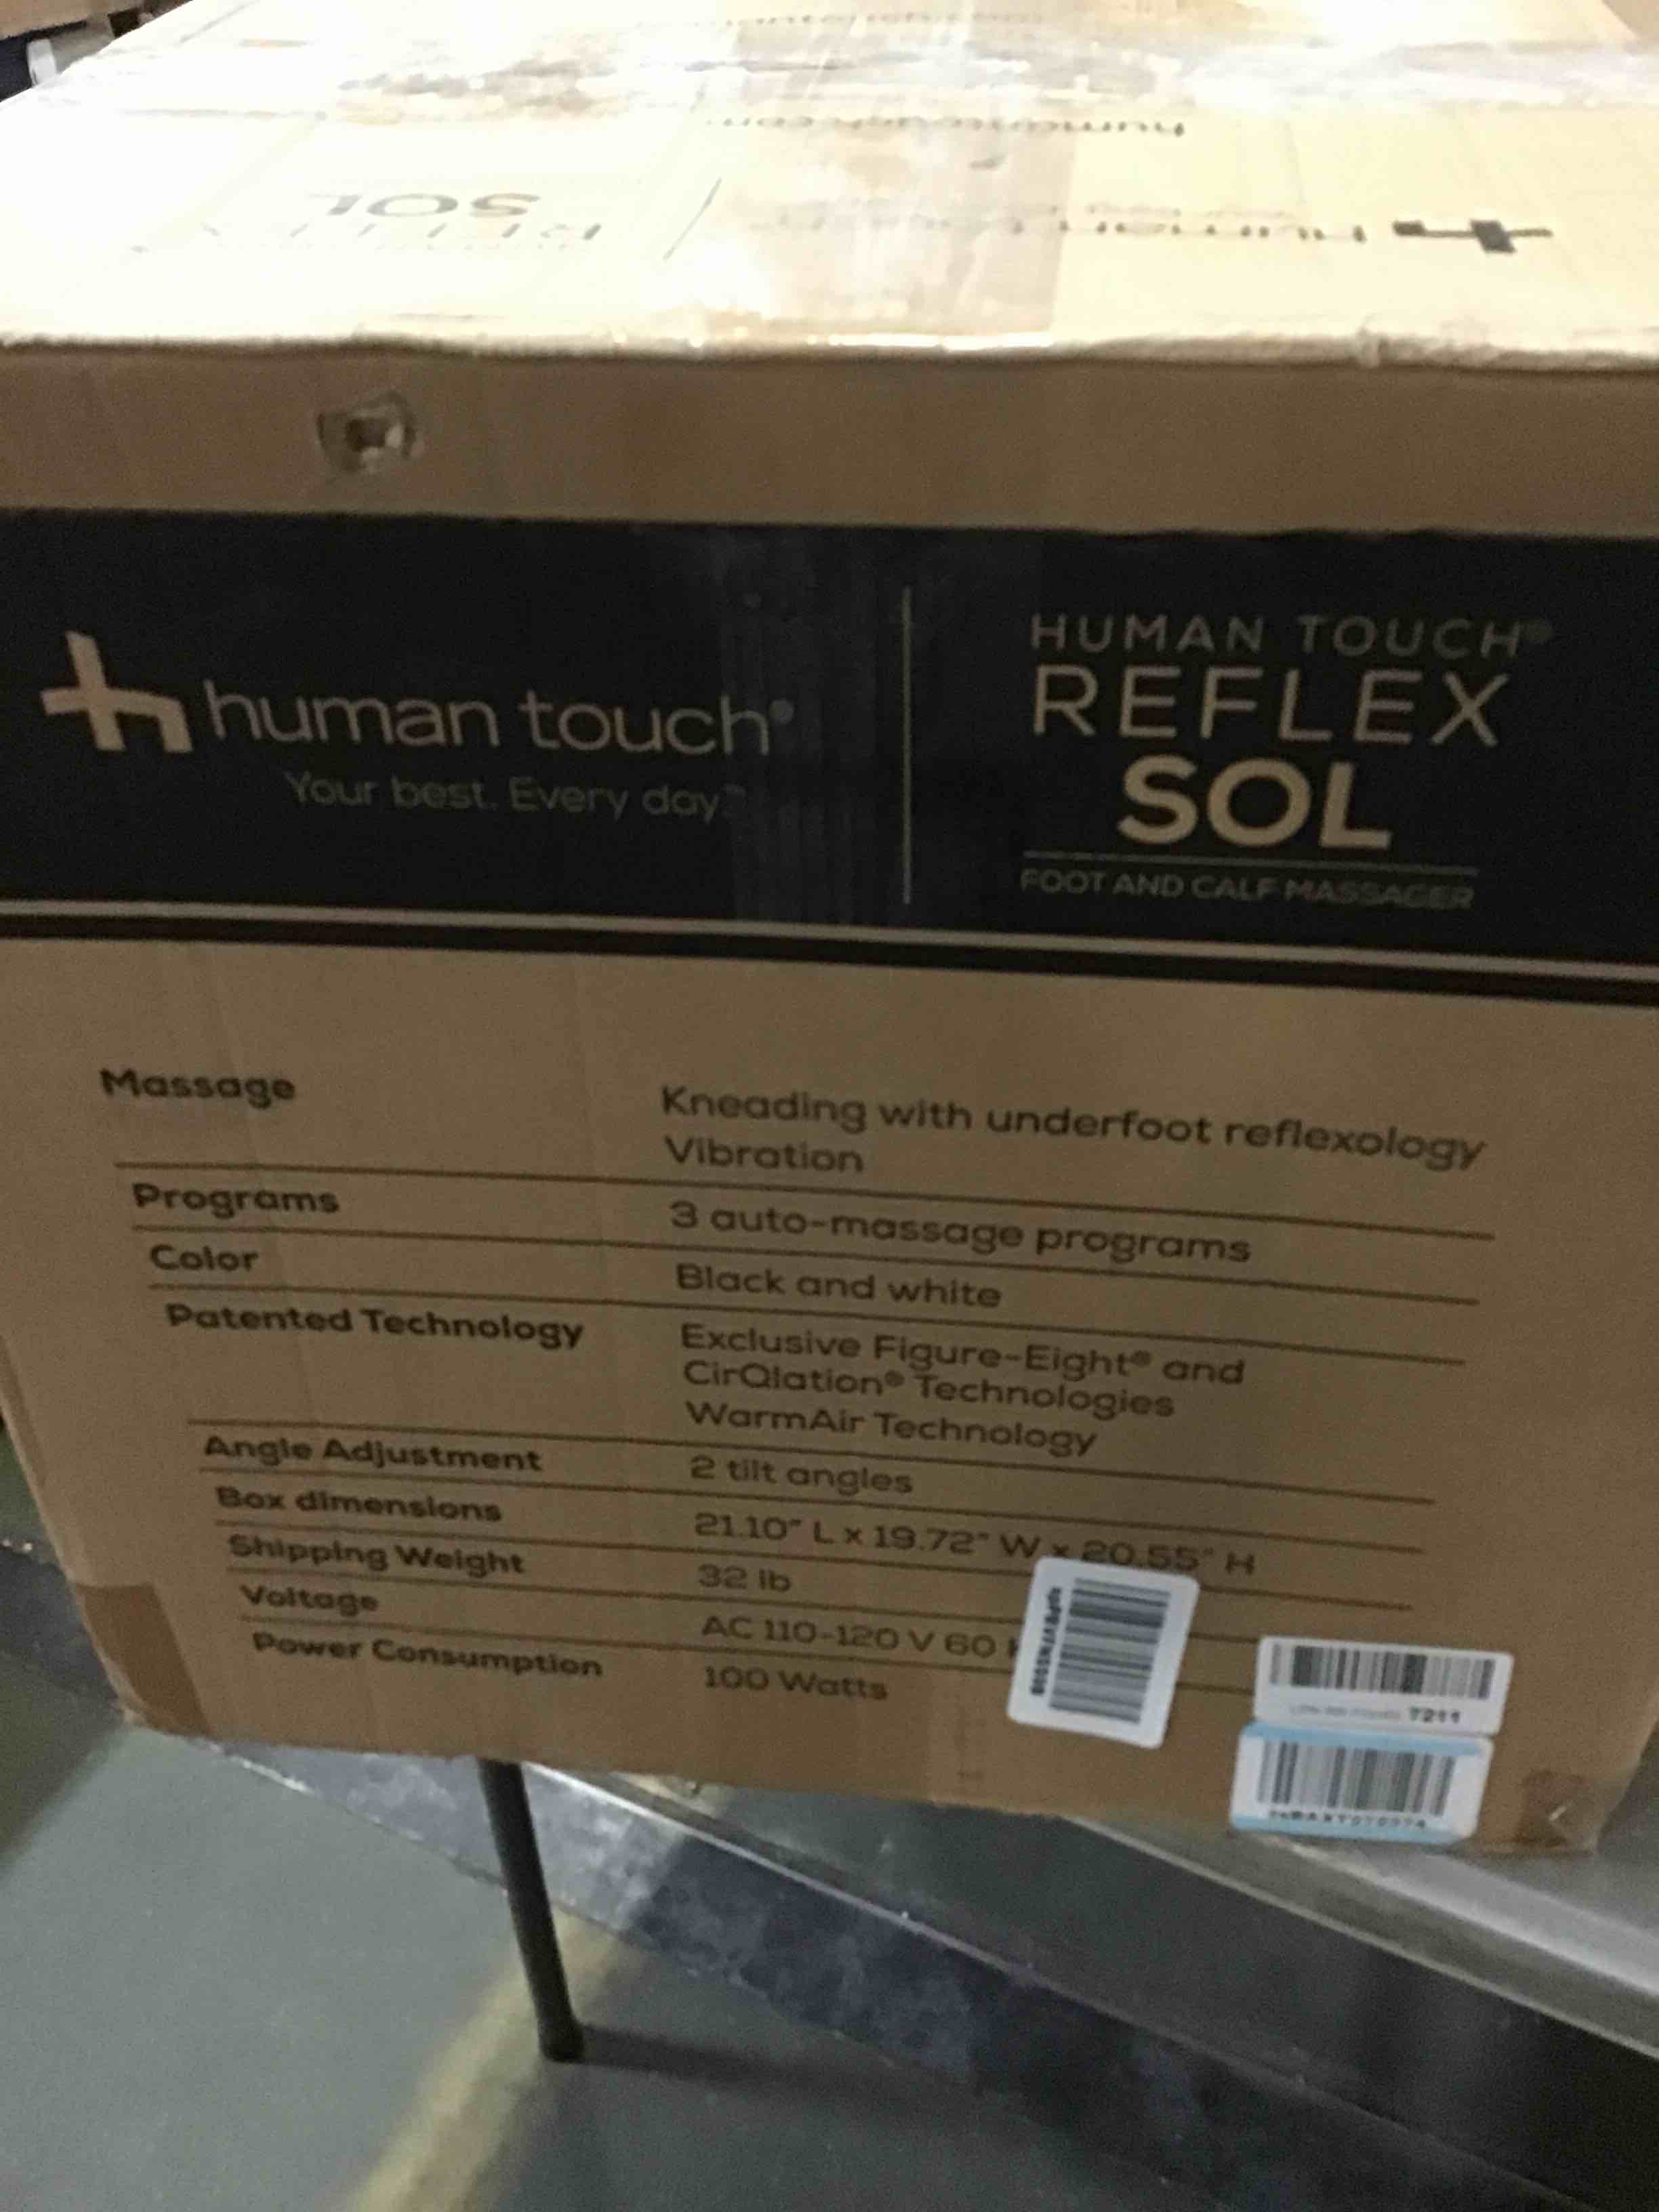 SOL
human touch®
Your best. Every day.™
HUMAN TOUCH®
REFLEX
SOL
FOOT AND CALF MASSAGER
Massage
Kneading with underfoot reflexology
Vibration
Programs
3 auto-massage programs
Color
Black and white
Patented Technology
Exclusive Figure-Eight® and
CirQlation® Technologies
WarmAir Technology
Angle Adjustment
2 tilt angles
Box dimensions
21.10" L x 19.72" W x 20.55" H
Shipping Weight
32 lb
Voltage
AC 110-120 V 60
Power Consumption
100 Watts
7211